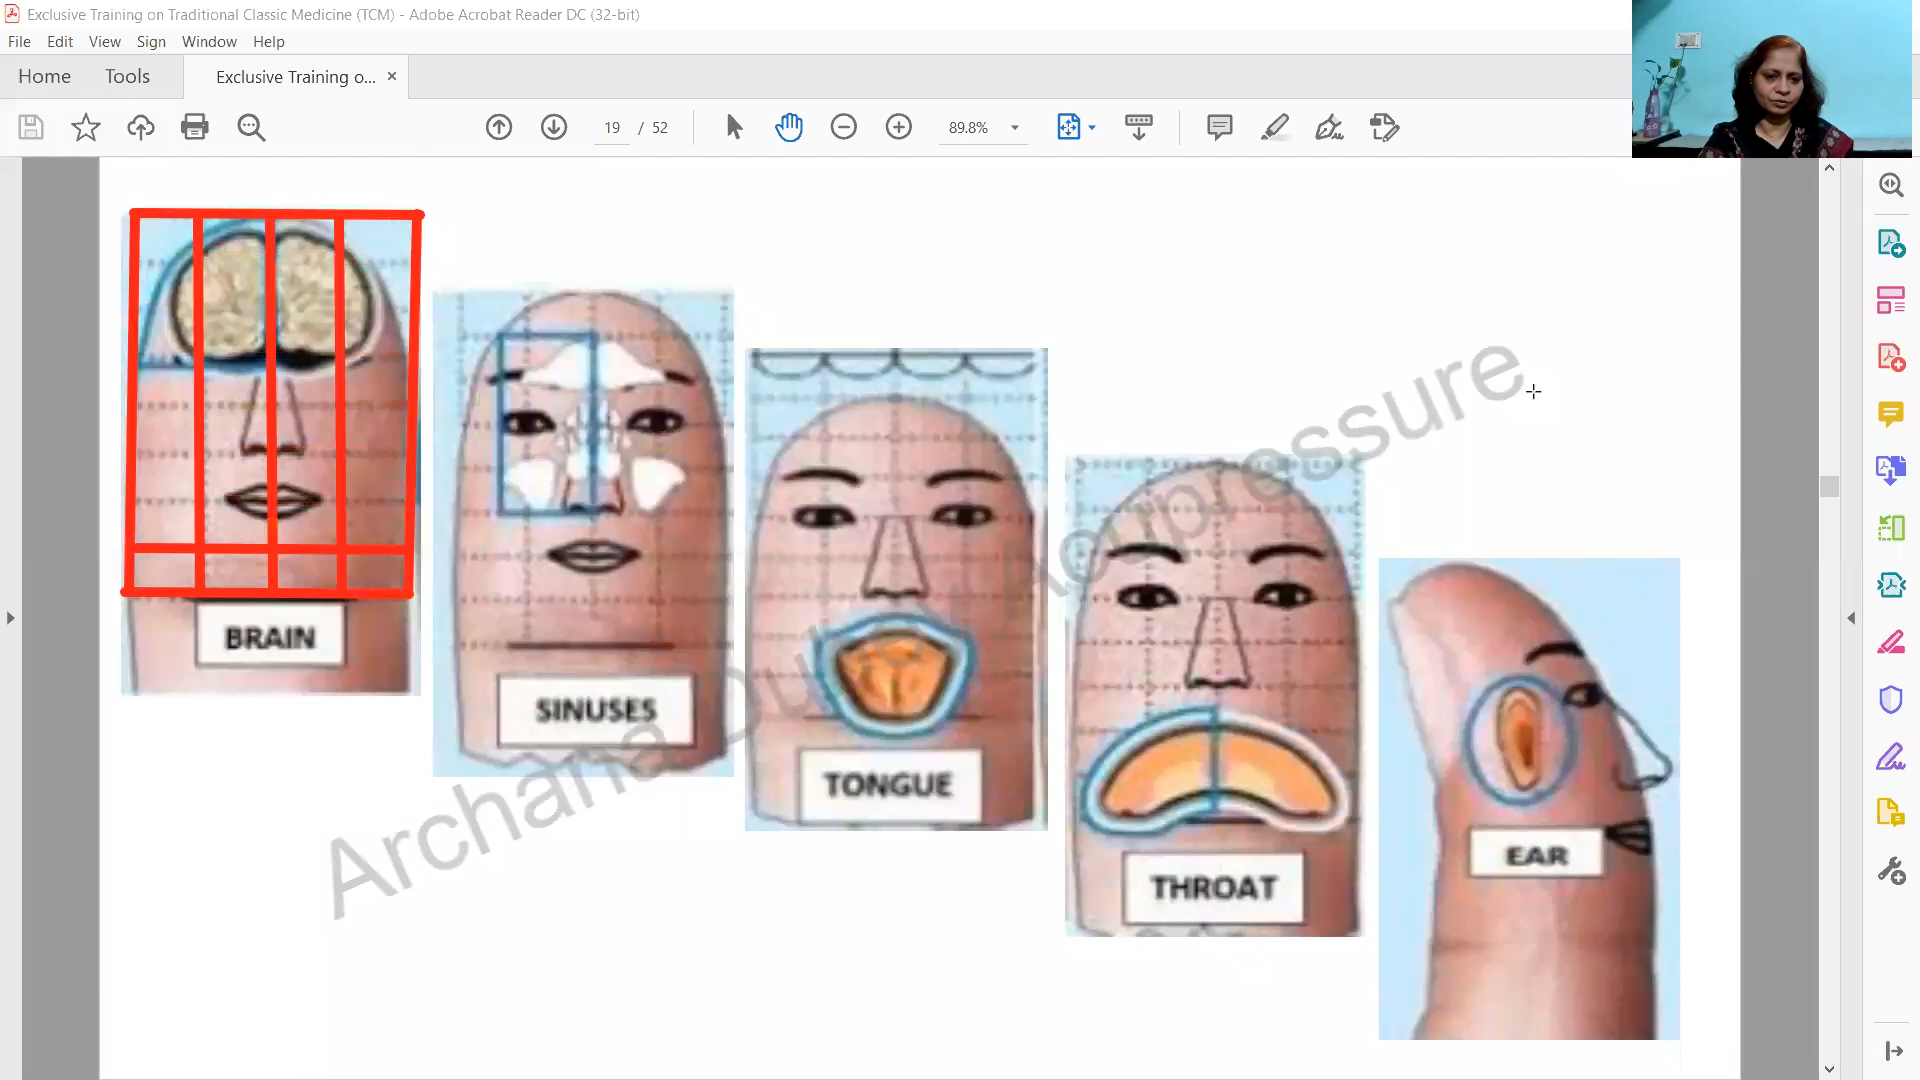 Exclusive Training on Traditional Classic Medicine (TCM) - Adobe Acrobat Reader DC (32-bit)
File Edit View Sign Window Help
Home Tools Exclusive Training o... ×
19 / 52 89.8%
BRAIN
SINUSES
TONGUE
THROAT
EAR
Archana Acupressure